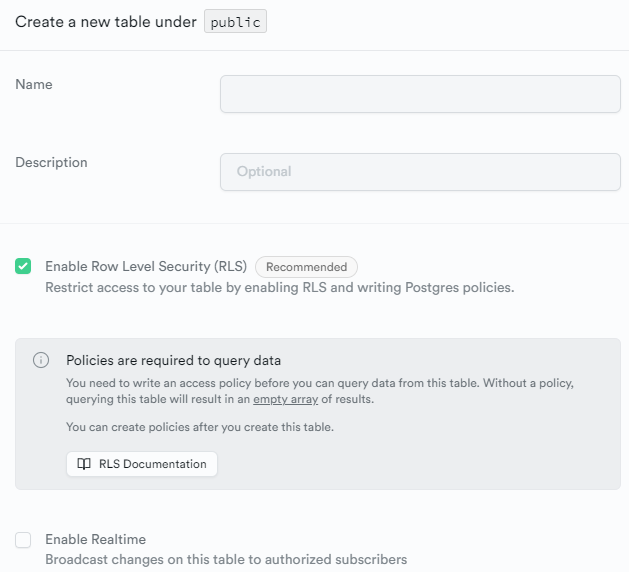 Create a new table under public
Name
Description
Optional
Enable Row Level Security (RLS) Recommended
Restrict access to your table by enabling RLS and writing Postgres policies.
Policies are required to query data
You need to write an access policy before you can query data from this table. Without a policy,
querying this table will result in an empty array of results.
You can create policies after you create this table.
RLS Documentation
Enable Realtime
Broadcast changes on this table to authorized subscribers